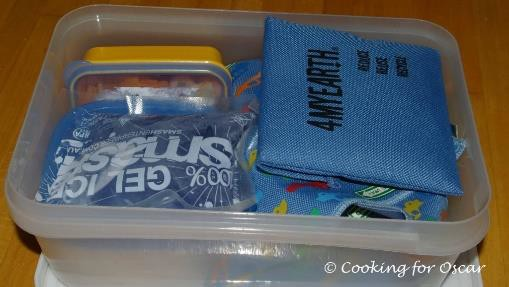 4MYEARTH.
REDUCE
REUSE
RECYCLE
100%
smash
GEL ICE
© Cooking for Oscar